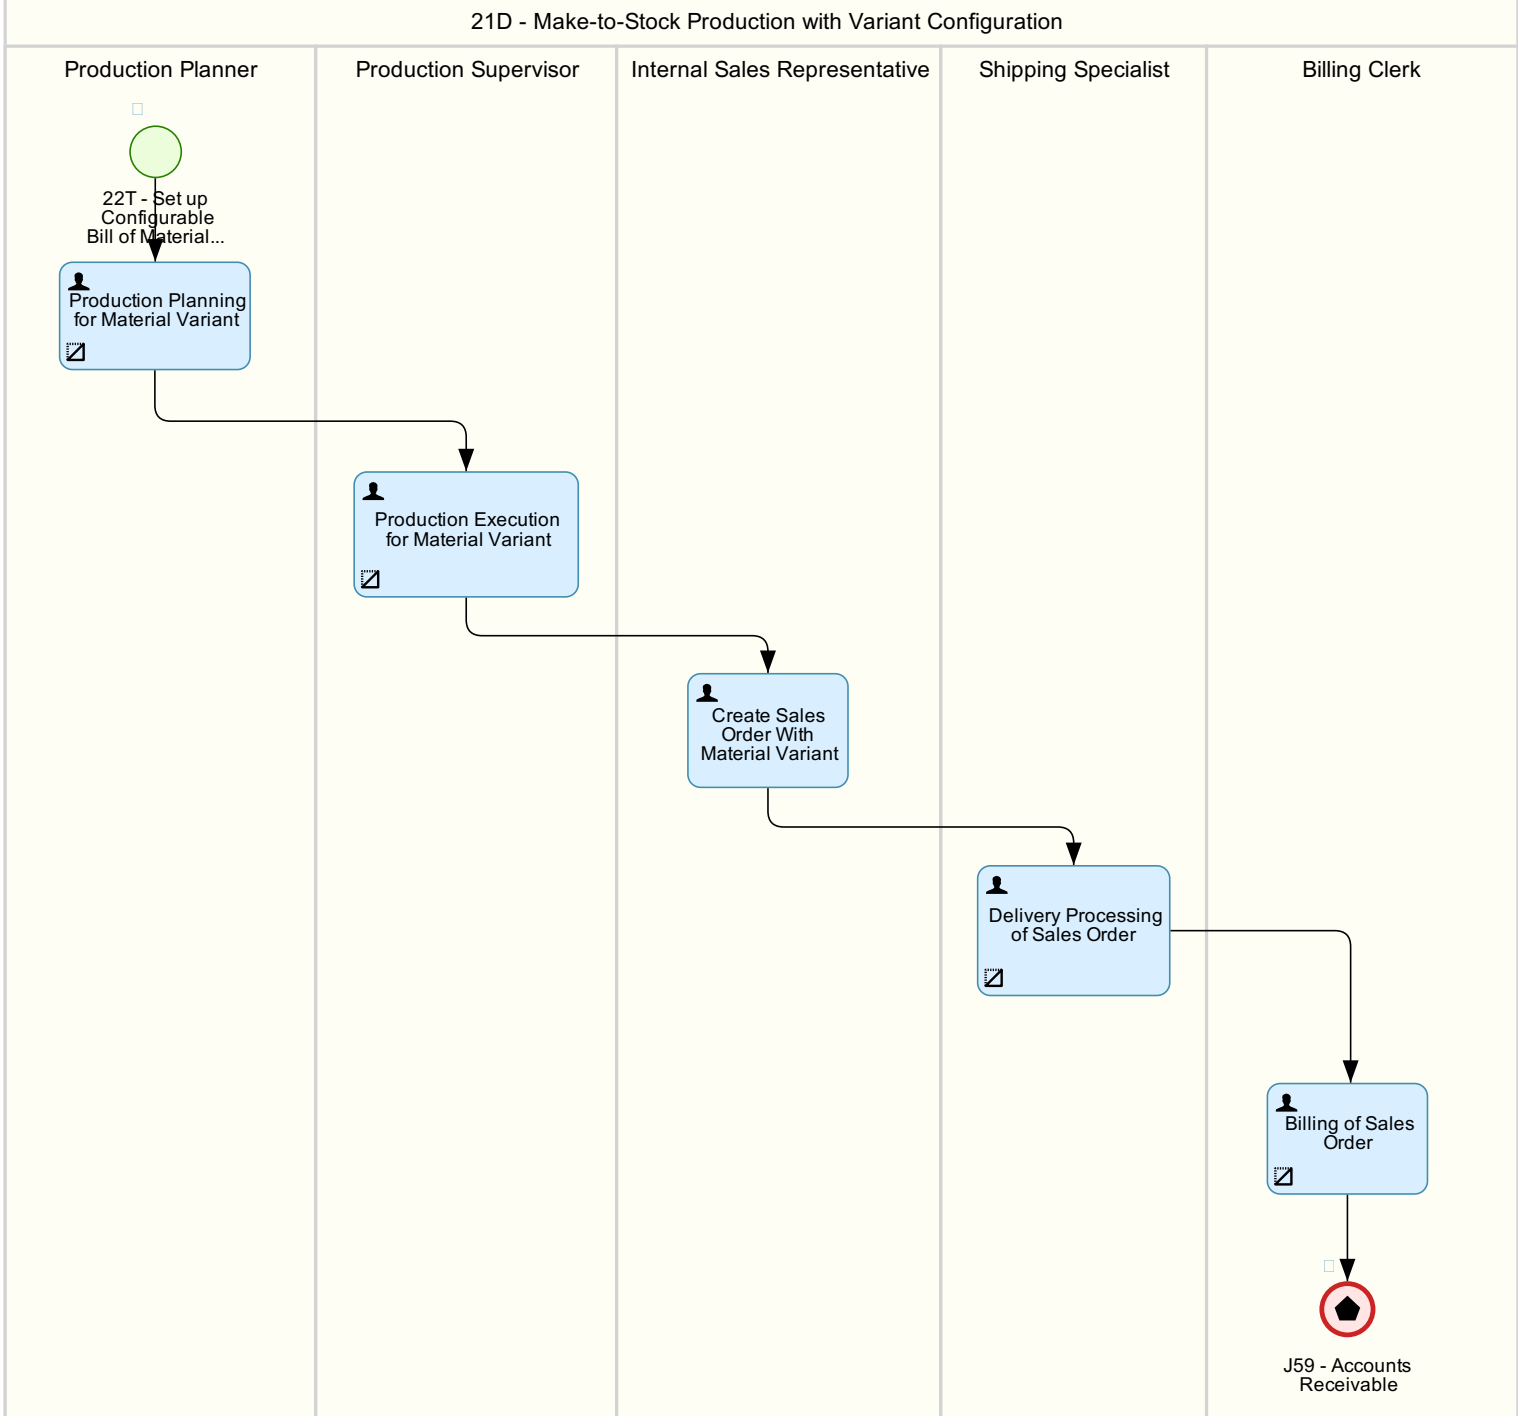 21D - Make-to-Stock Production with Variant Configuration
Production Planner
Production Supervisor
Internal Sales Representative
Shipping Specialist
Billing Clerk
22T - Set up
Configurable
Bill of Material...
Production Planning
for Material Variant
Production Execution
for Material Variant
Create Sales
Order With
Material Variant
Delivery Processing
of Sales Order
Billing of Sales
Order
J59 - Accounts
Receivable